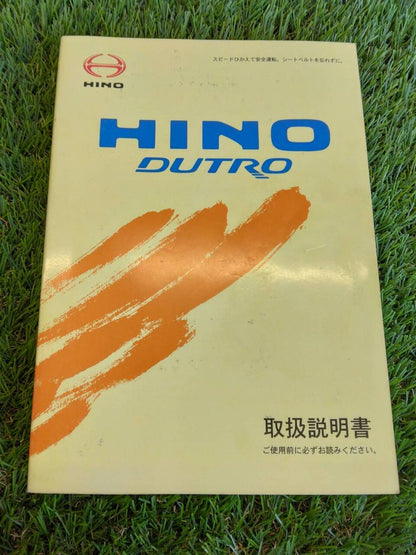 スピードひかえて安全運転。シートベルトを忘れずに。
HINO
HINO
DUTRO
取扱説明書
ご使用前に必ずお読みください。